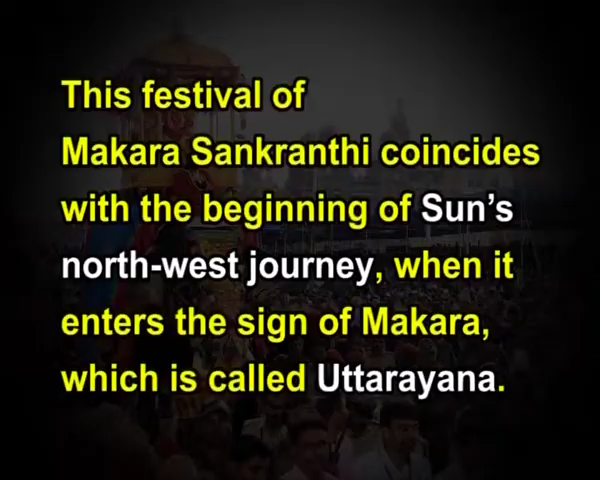 This festival of
Makara Sankranthi coincides
with the beginning of Sun's
north-west journey, when it
enters the sign of Makara,
which is called Uttarayana.